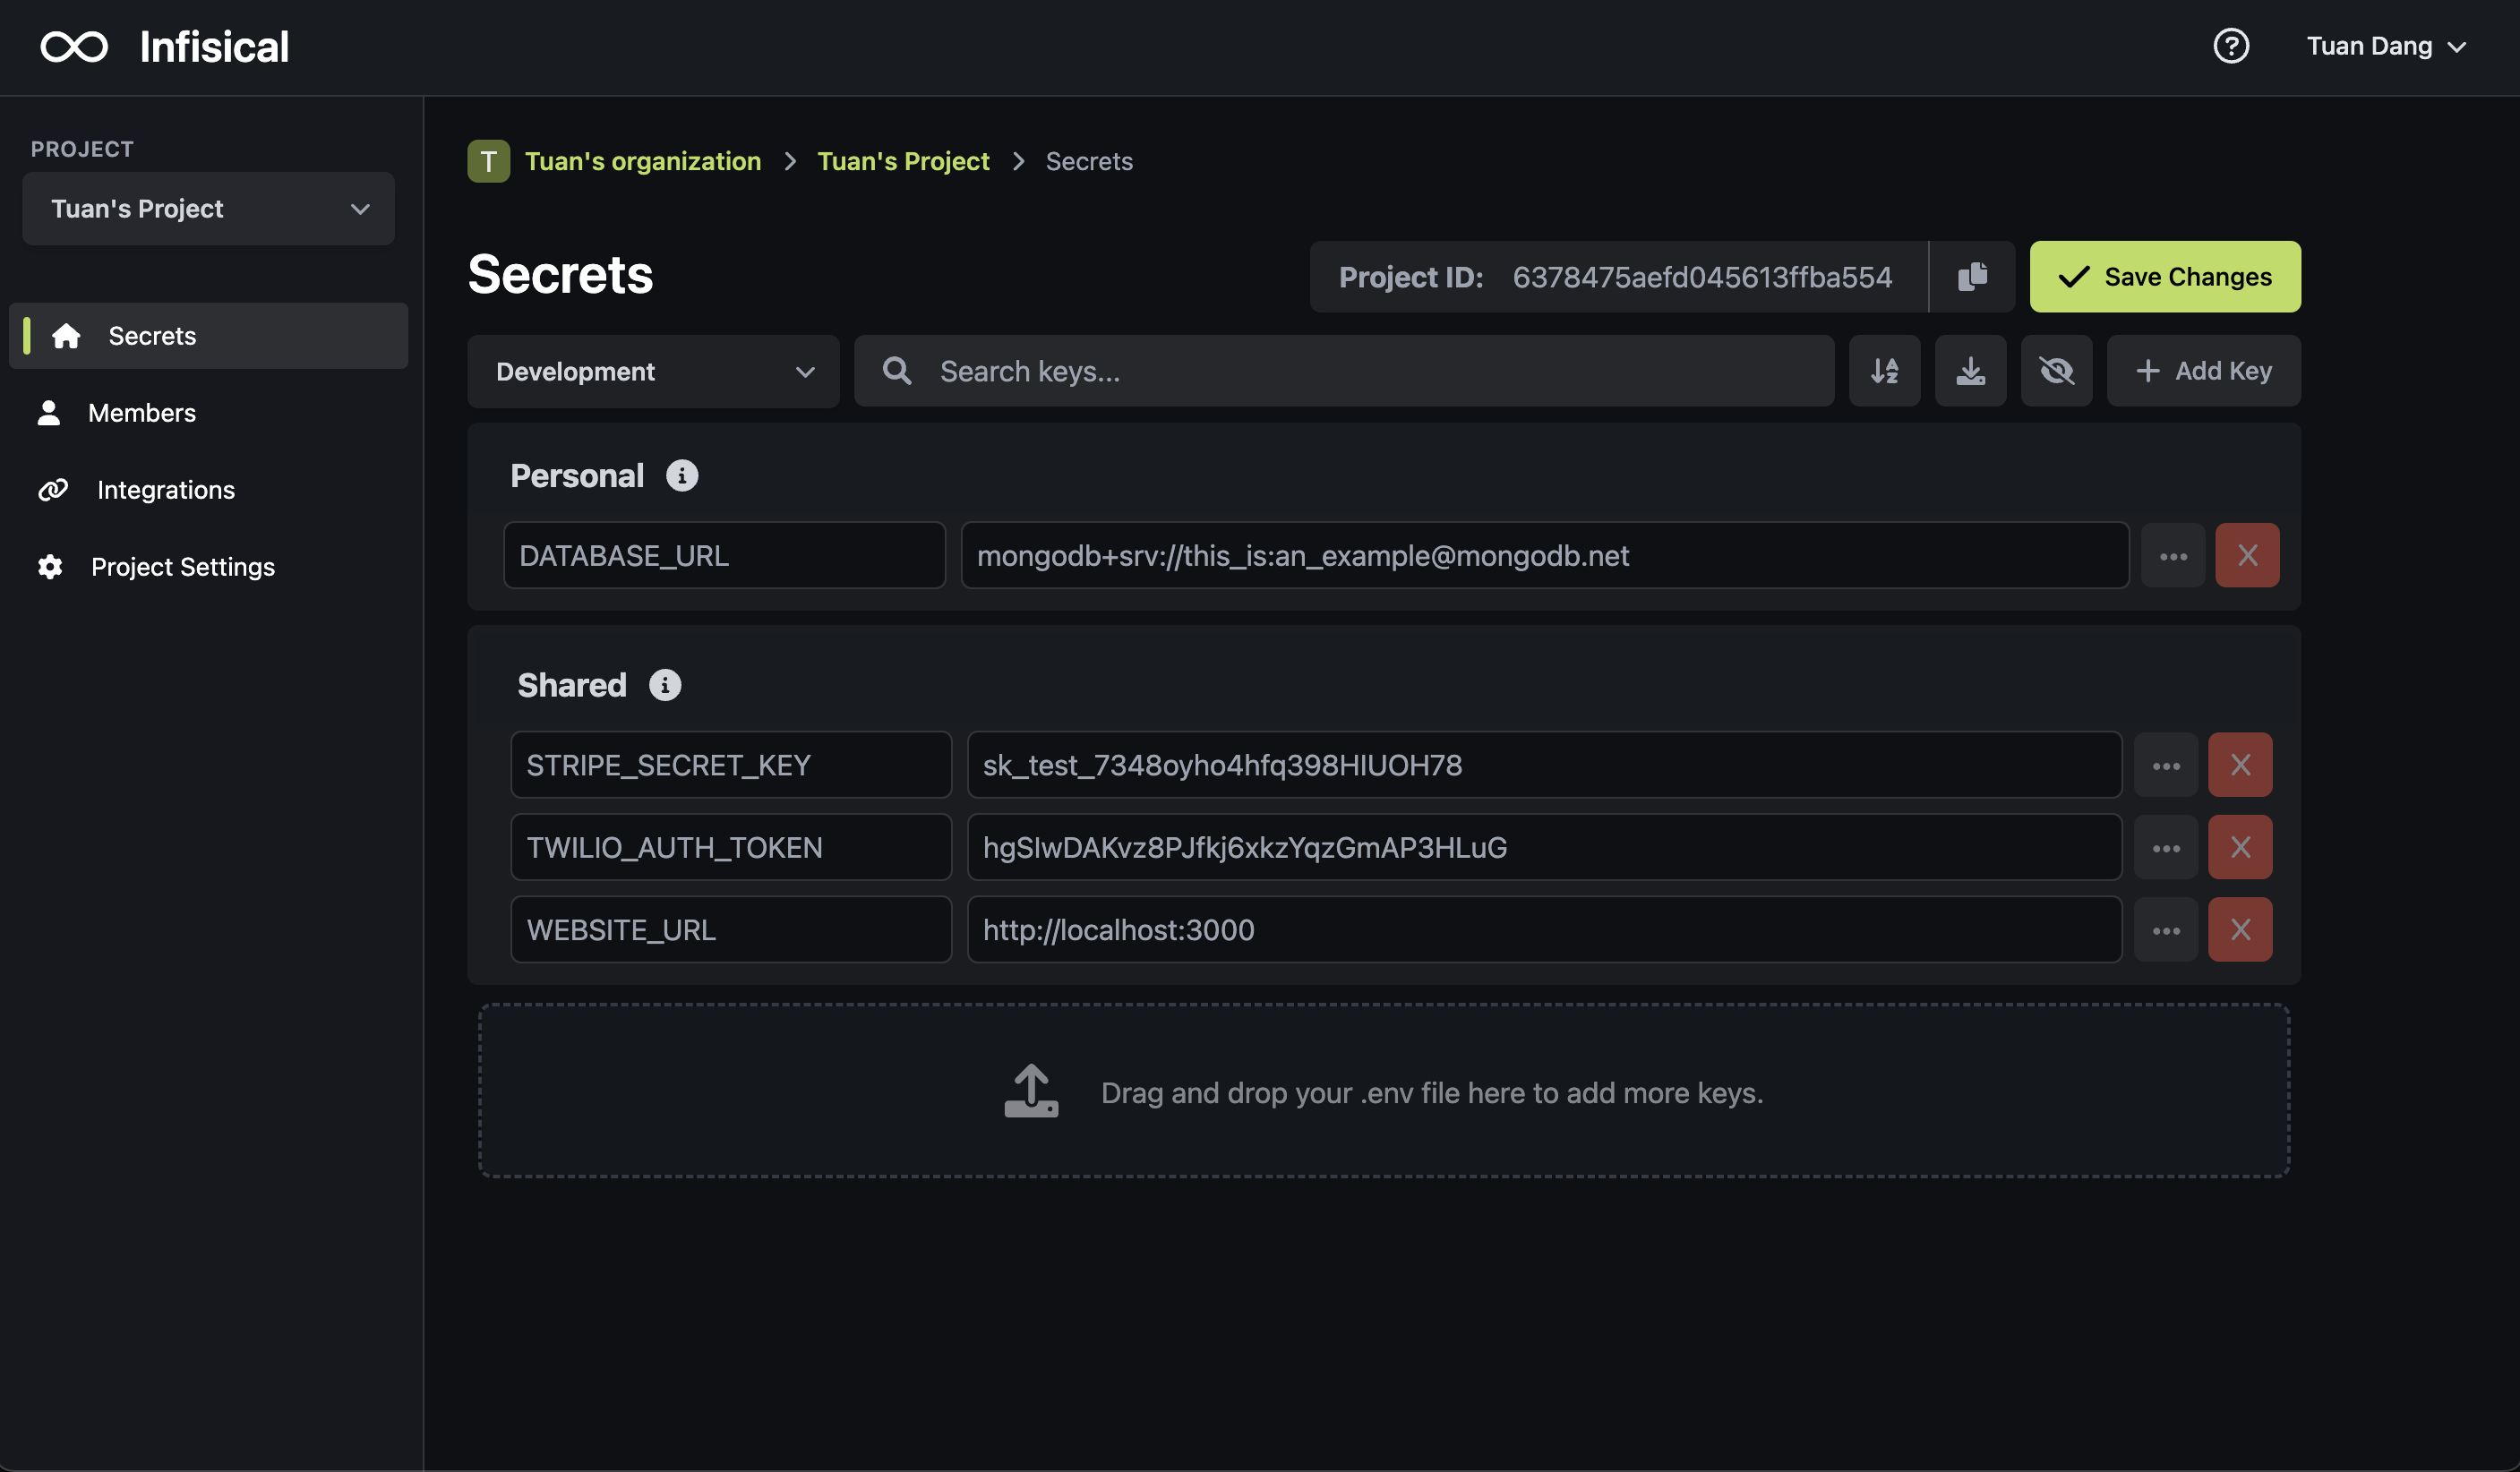 Infisical
Tuan Dang
PROJECT
Tuan's Project
Secrets
Members
Integrations
Project Settings
T Tuan's organization > Tuan's Project > Secrets
Secrets
Project ID: 6378475aefd045613ffba554
Save Changes
Development
Search keys...
Add Key
Personal
DATABASE_URL mongodb+srv://this_is:an_example@mongodb.net
Shared
STRIPE_SECRET_KEY sk_test_7348oyho4hfq398HIUOH78
TWILIO_AUTH_TOKEN hgSIwDAKvz8PJfkj6xkzYqzGmAP3HLuG
WEBSITE_URL http://localhost:3000
Drag and drop your .env file here to add more keys.